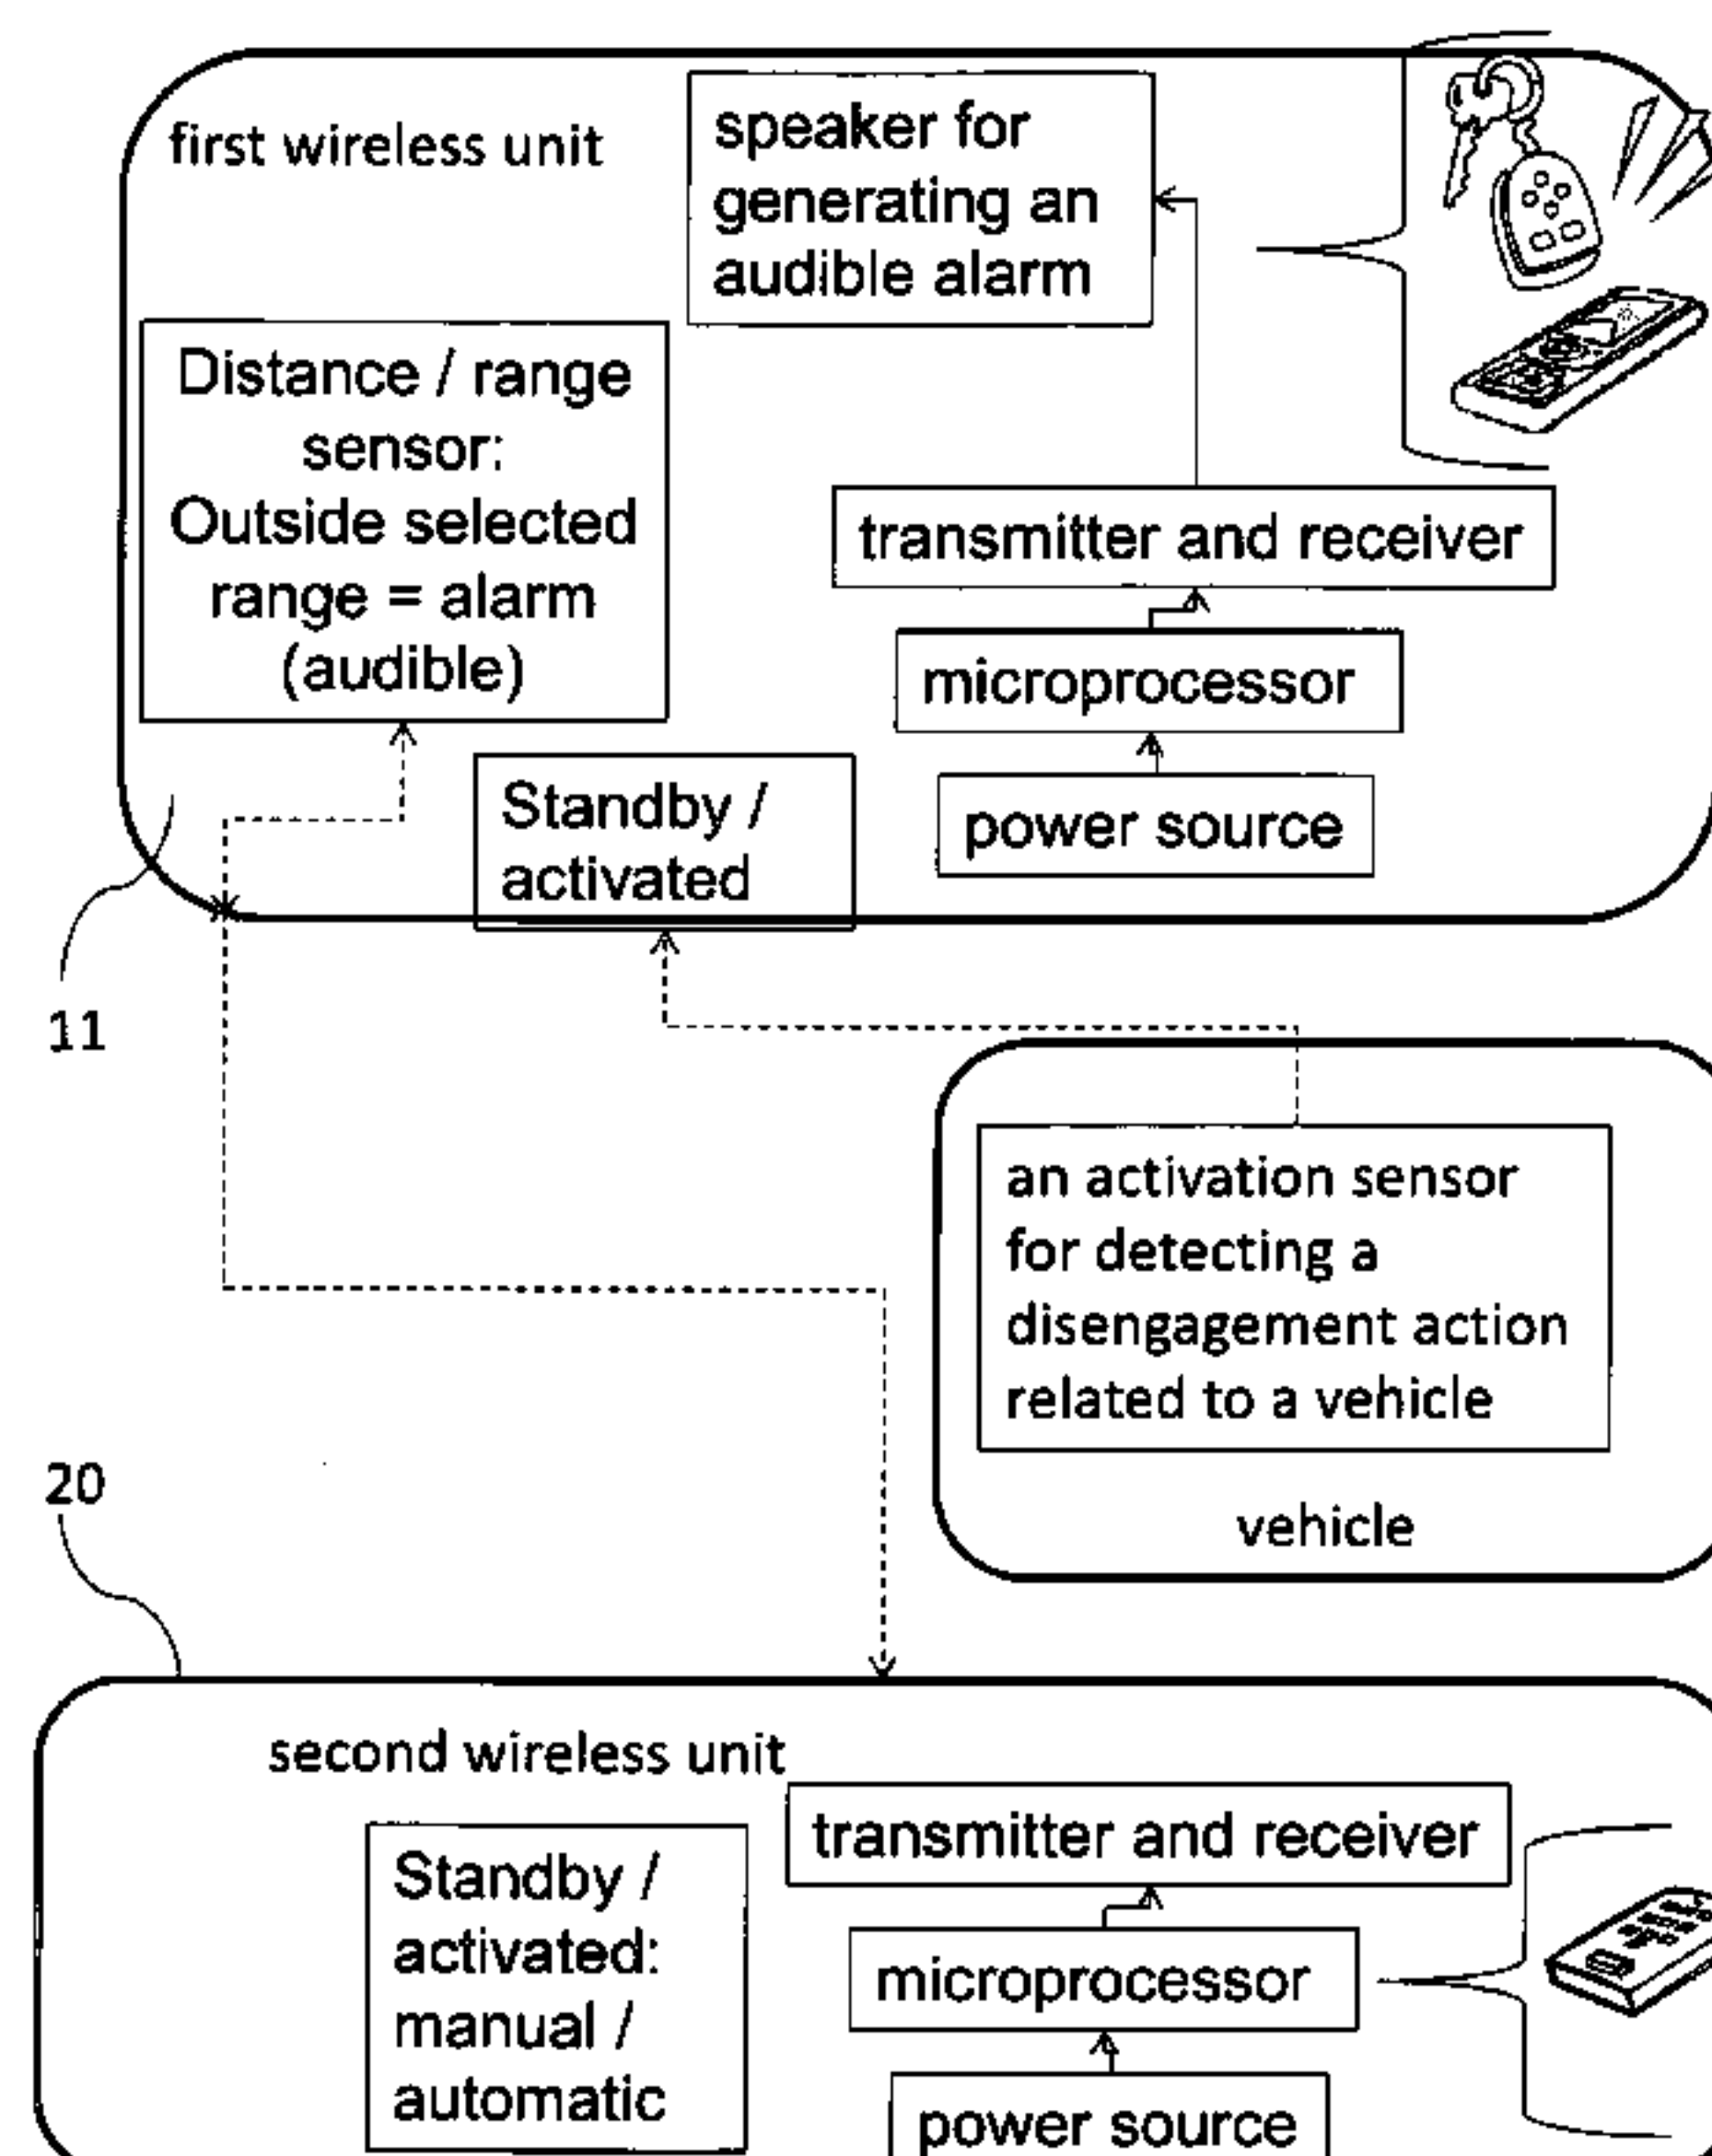 first wireless unit
speaker for
generating an
audible alarm
Distance / range
sensor:
Outside selected
range = alarm
(audible)
transmitter and receiver
microprocessor
power source
Standby /
activated
11
an activation sensor
for detecting a
disengagement action
related to a vehicle
vehicle
20
second wireless unit
transmitter and receiver
Standby /
activated:
manual /
automatic
microprocessor
power source